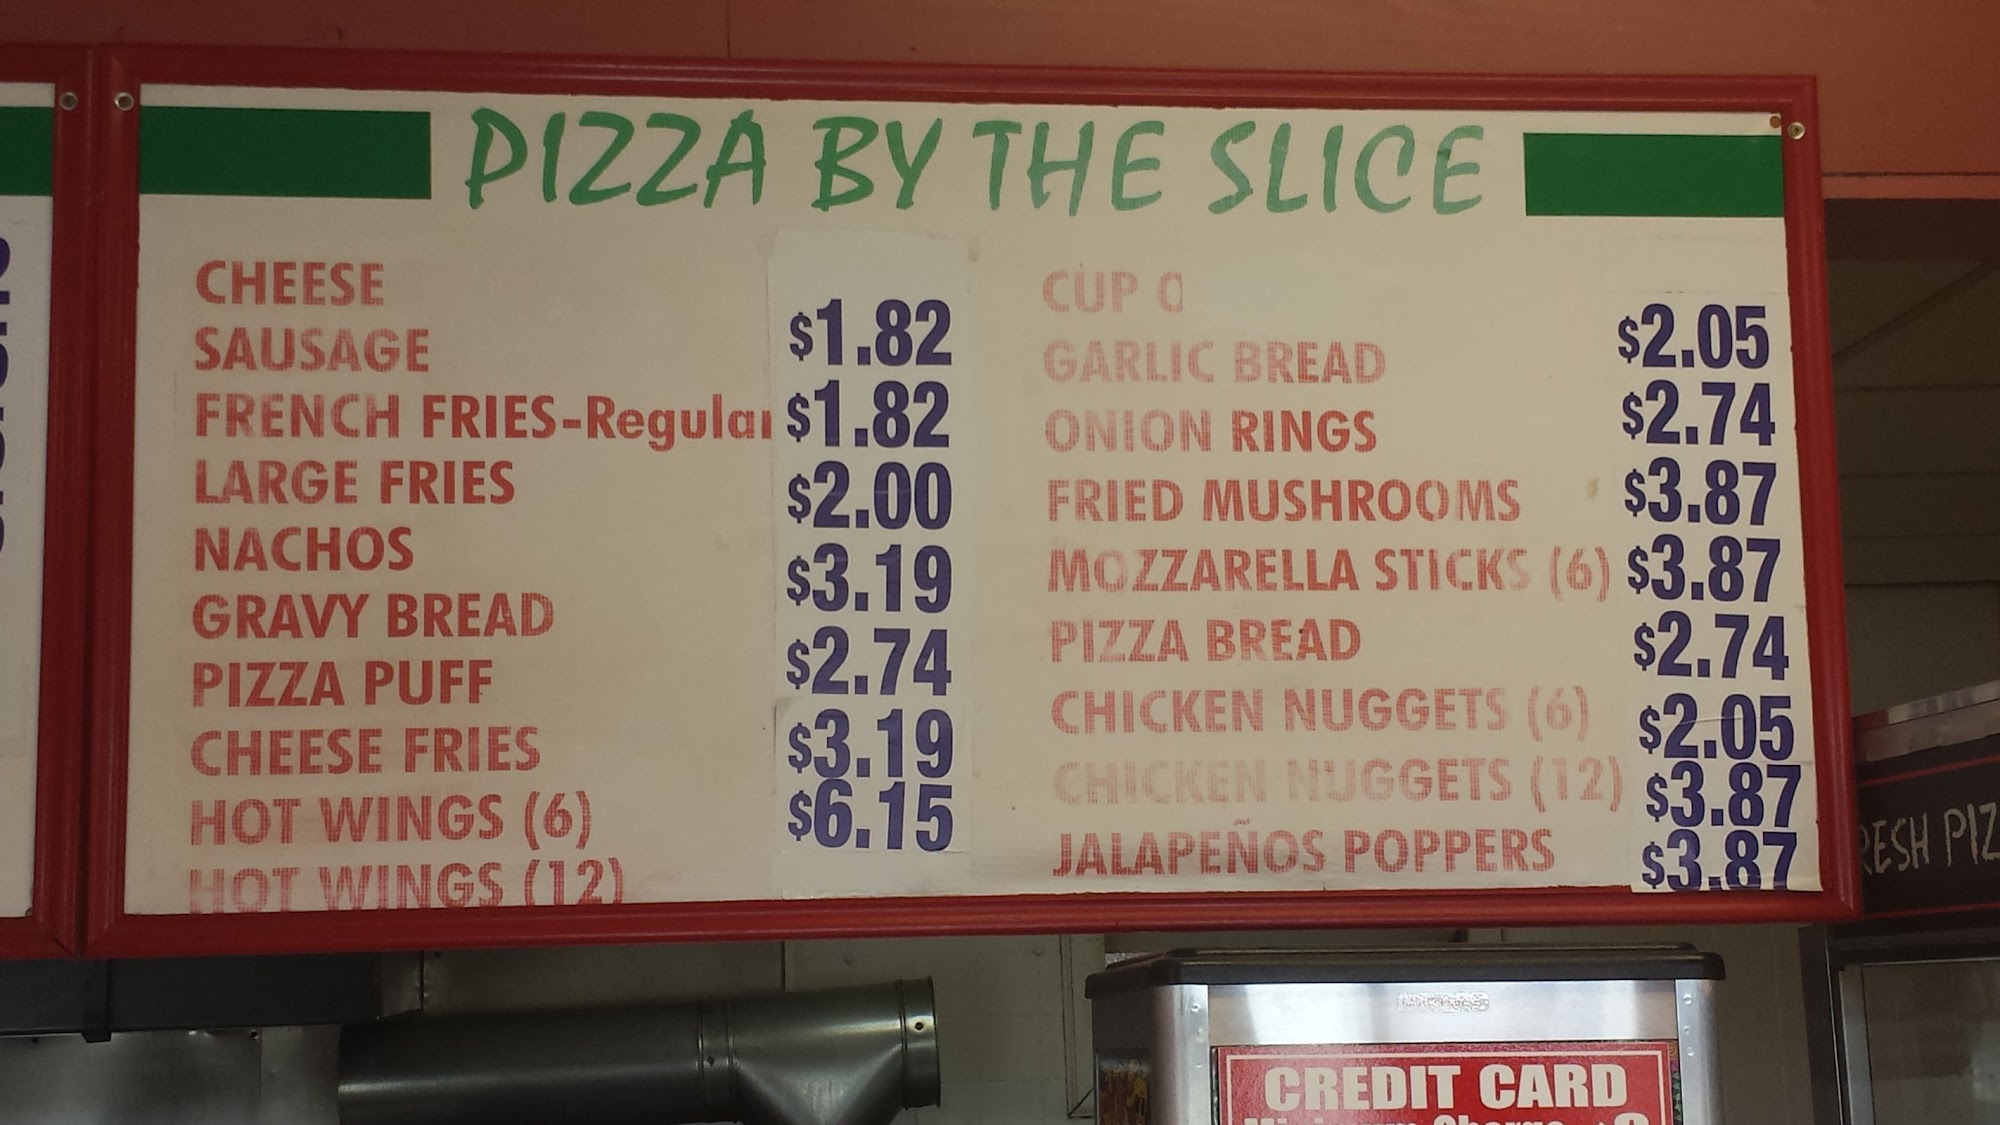 PIZZA BY THE SLICE
CHEESE
SAUSAGE
FRENCH FRIES-Regular
LARGE FRIES
NACHOS
GRAVY BREAD
PIZZA PUFF
CHEESE FRIES
HOT WINGS (6)
HOT WINGS (12)
$1.82
$1.82
$2.00
$3.19
$2.74
$3.19
$6.15
CUP O
GARLIC BREAD
ONION RINGS
FRIED MUSHROOMS
MOZZARELLA STICKS (6)
PIZZA BREAD
CHICKEN NUGGETS (6)
CHICKEN NUGGETS (12)
JALAPEÑOS POPPERS
$2.05
$2.74
$3.87
$3.87
$2.74
$2.05
$3.87
$3.87
RESH PIZ
CREDIT CARD